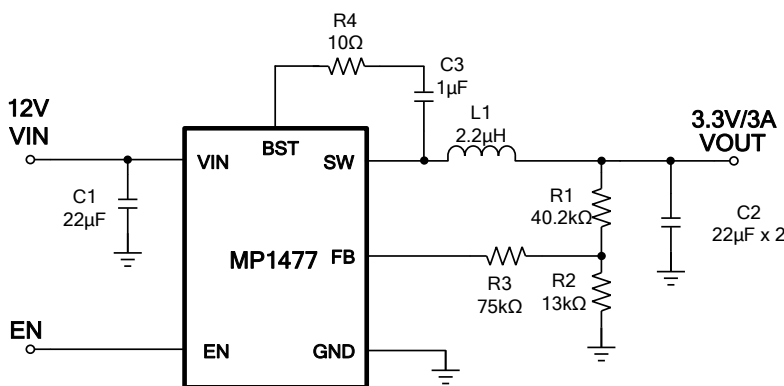 R4
10Ω
C3
1µF
L1
2.2µH
12V
VIN
3.3V/3A
VOUT
BST
VIN
SW
C1
22µF
R1
40.2kΩ
C2
22µF x 2
MP1477
FB
R3
75kΩ
R2
13kΩ
EN
EN
GND